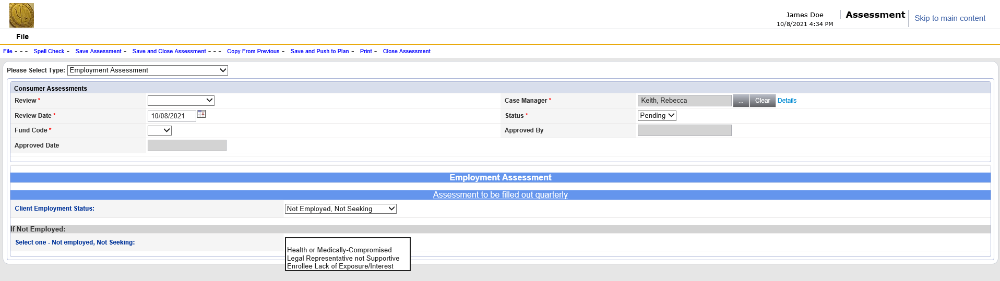 James Doe
10/8/2021 4:34 PM
Assessment
Skip to main content
File
File - - - Spell Check - Save Assessment - Save and Close Assessment - - - Copy From Previous - Save and Push to Plan - Print - Close Assessment
Please Select Type: Employment Assessment
Consumer Assessments
Review * Case Manager * Keith, Rebecca ... Clear Details
Review Date * 10/08/2021 Status * Pending
Fund Code * Approved By
Approved Date
Employment Assessment
Assessment to be filled out quarterly
Client Employment Status: Not Employed, Not Seeking
If Not Employed:
Select one - Not employed, Not Seeking:
Health or Medically-Compromised
Legal Representative not Supportive
Enrollee Lack of Exposure/Interest